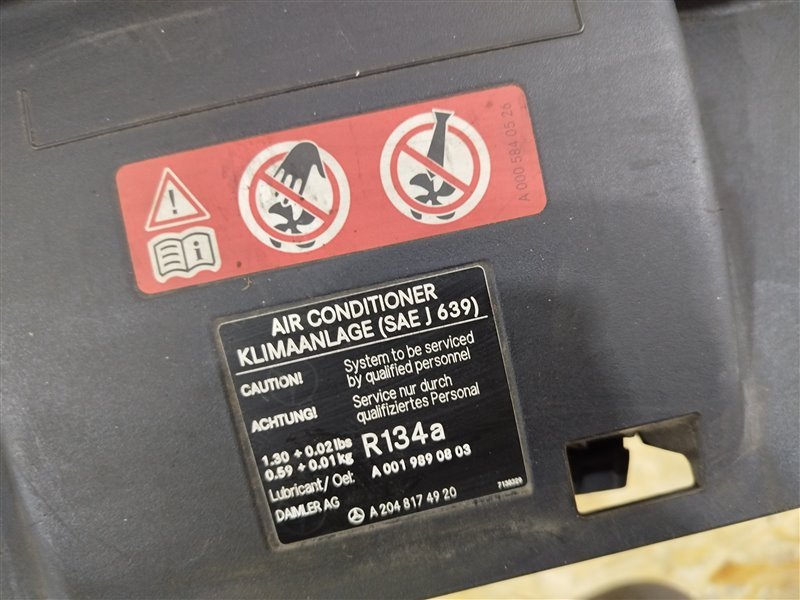 A 000 584 05 26
AIR CONDITIONER
KLIMAANLAGE (SAE J 639)
CAUTION! System to be serviced
by qualified personnel
ACHTUNG! Service nur durch
qualifiziertes Personal
1.30 + 0.02 lbs
0.59 + 0.01 kg R134a
Lubricant/ Oel: A 001 989 08 03
DAIMLER AG A 204 817 49 20